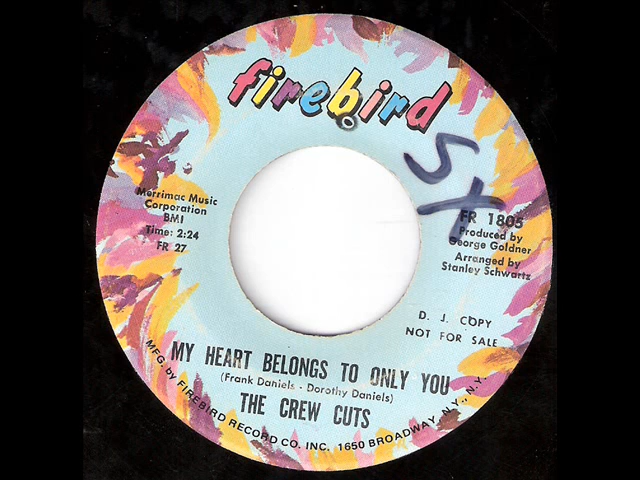 firebird
5x
Merrimac Music
Corporation
BMI
Time: 2:24
FR 27
FR 1805
Produced by
George Goldner
Arranged by
Stanley Schwartz
D. J. COPY
NOT FOR SALE
MY HEART BELONGS TO ONLY YOU
(Frank Daniels - Dorothy Daniels)
THE CREW CUTS
MFG. by FIREBIRD RECORD CO. INC. 1650 BROADWAY, N.Y., N.Y.